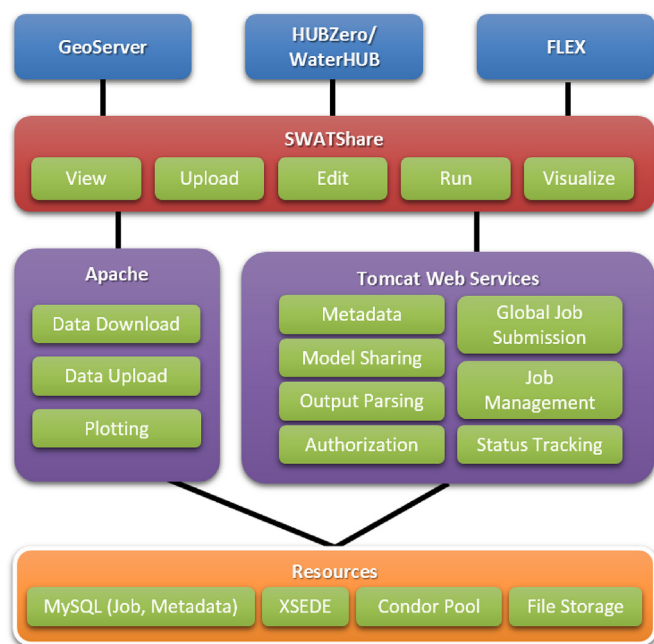 GeoServer
HUBZero/
WaterHUB
FLEX
SWATShare
View
Upload
Edit
Run
Visualize
Apache
Data Download
Data Upload
Plotting
Tomcat Web Services
Metadata
Model Sharing
Output Parsing
Authorization
Global Job
Submission
Job
Management
Status Tracking
Resources
MySQL (Job, Metadata)
XSEDE
Condor Pool
File Storage